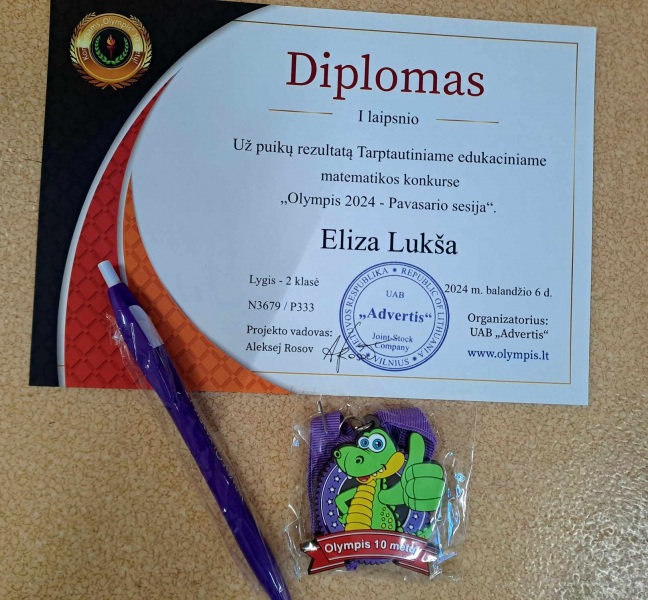 Diplomas
I laipsnio
Už puikų rezultatą Tarptautiniame edukaciniame
matematikos konkurse
„Olympis 2024 - Pavasario sesija“.
Eliza Lukša
Lygis - 2 klasė
N3679 / P333
Projekto vadovas:
Aleksej Rosov
LIETUVOS RESPUBLIKA • REPUBLIC OF LITHUANIA • VILNIUS
UAB
„Advertis“
Joint-Stock
Company
2024 m. balandžio 6 d.
Organizatorius:
UAB „Advertis“
www.olympis.lt
Olympis 10 metų